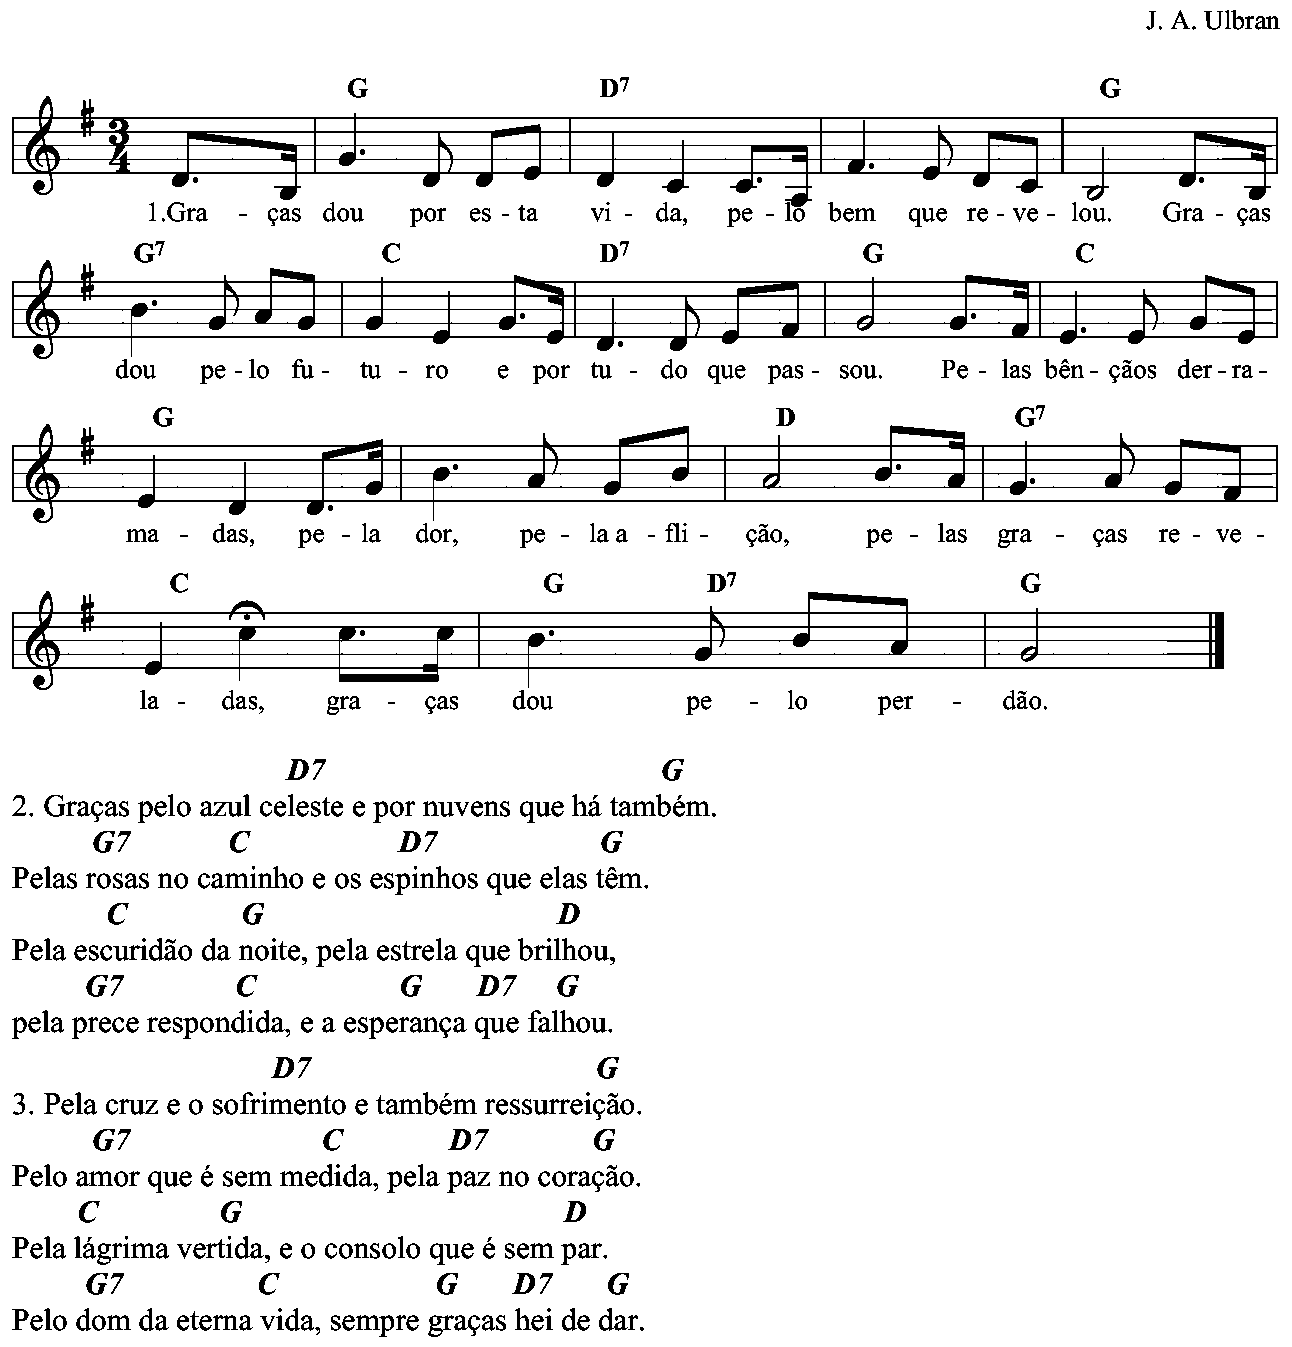 J. A. Ulbran
G D7 G
3
4
1.Gra - ças dou por es - ta vi - da, pe - lo bem que re - ve - lou. Gra - ças
G7 C D7 G C
dou pe - lo fu - tu - ro e por tu - do que pas - sou. Pe - las bên - çãos der - ra -
G D G7
ma - das, pe - la dor, pe - la a - fli - ção, pe - las gra - ças re - ve -
C G D7 G
la - das, gra - ças dou pe - lo per - dão.
D7 G
2. Graças pelo azul celeste e por nuvens que há também.
G7 C D7 G
Pelas rosas no caminho e os espinhos que elas têm.
C G D
Pela escuridão da noite, pela estrela que brilhou,
G7 C G D7 G
pela prece respondida, e a esperança que falhou.
D7 G
3. Pela cruz e o sofrimento e também ressurreição.
G7 C D7 G
Pelo amor que é sem medida, pela paz no coração.
C G D
Pela lágrima vertida, e o consolo que é sem par.
G7 C G D7 G
Pelo dom da eterna vida, sempre graças hei de dar.